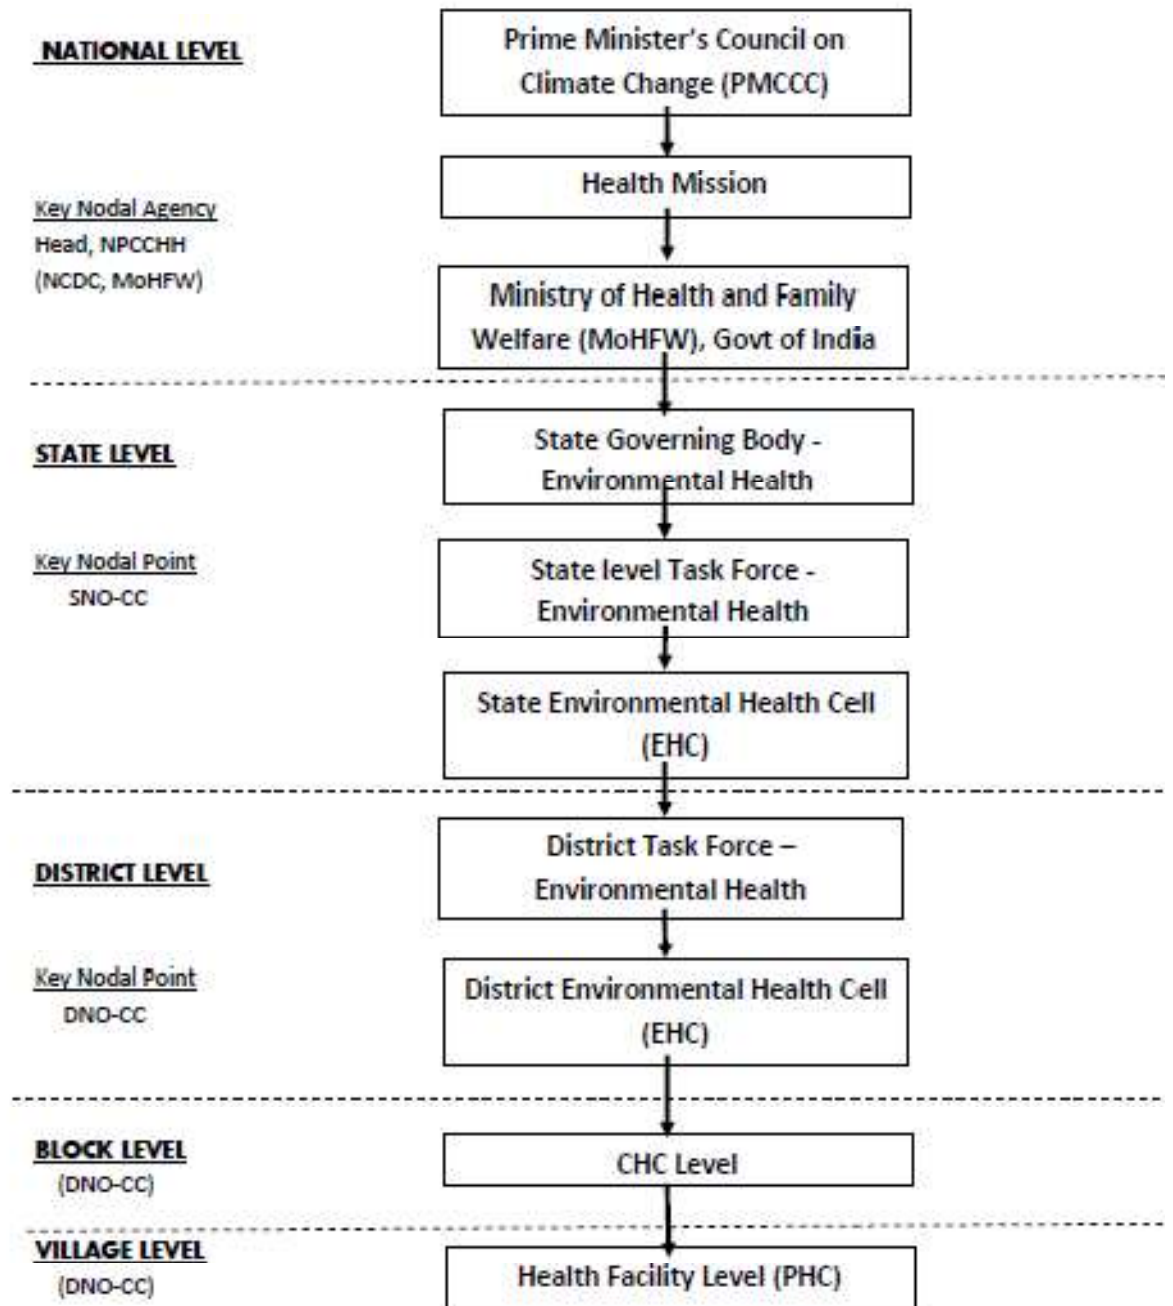 NATIONAL LEVEL
Prime Minister's Council on
Climate Change (PMCCC)
Health Mission
Key Nodal Agency
Head, NPCCHH
(NCDC, MoHFW)
Ministry of Health and Family
Welfare (MoHFW), Govt of India
STATE LEVEL
State Governing Body -
Environmental Health
Key Nodal Point
SNO-CC
State level Task Force -
Environmental Health
State Environmental Health Cell
(EHC)
DISTRICT LEVEL
District Task Force –
Environmental Health
Key Nodal Point
DNO-CC
District Environmental Health Cell
(EHC)
BLOCK LEVEL
(DNO-CC)
CHC Level
VILLAGE LEVEL
(DNO-CC)
Health Facility Level (PHC)